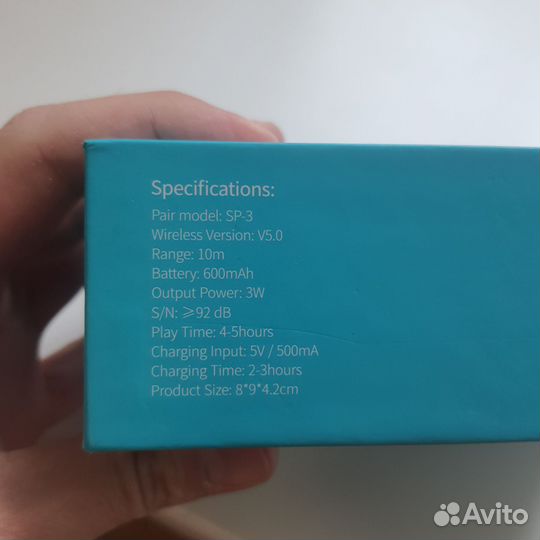 Specifications:
Pair model: SP-3
Wireless Version: V5.0
Range: 10m
Battery: 600mAh
Output Power: 3W
S/N: ≥92 dB
Play Time: 4-5hours
Charging Input: 5V / 500mA
Charging Time: 2-3hours
Product Size: 8*9*4.2cm
Avito